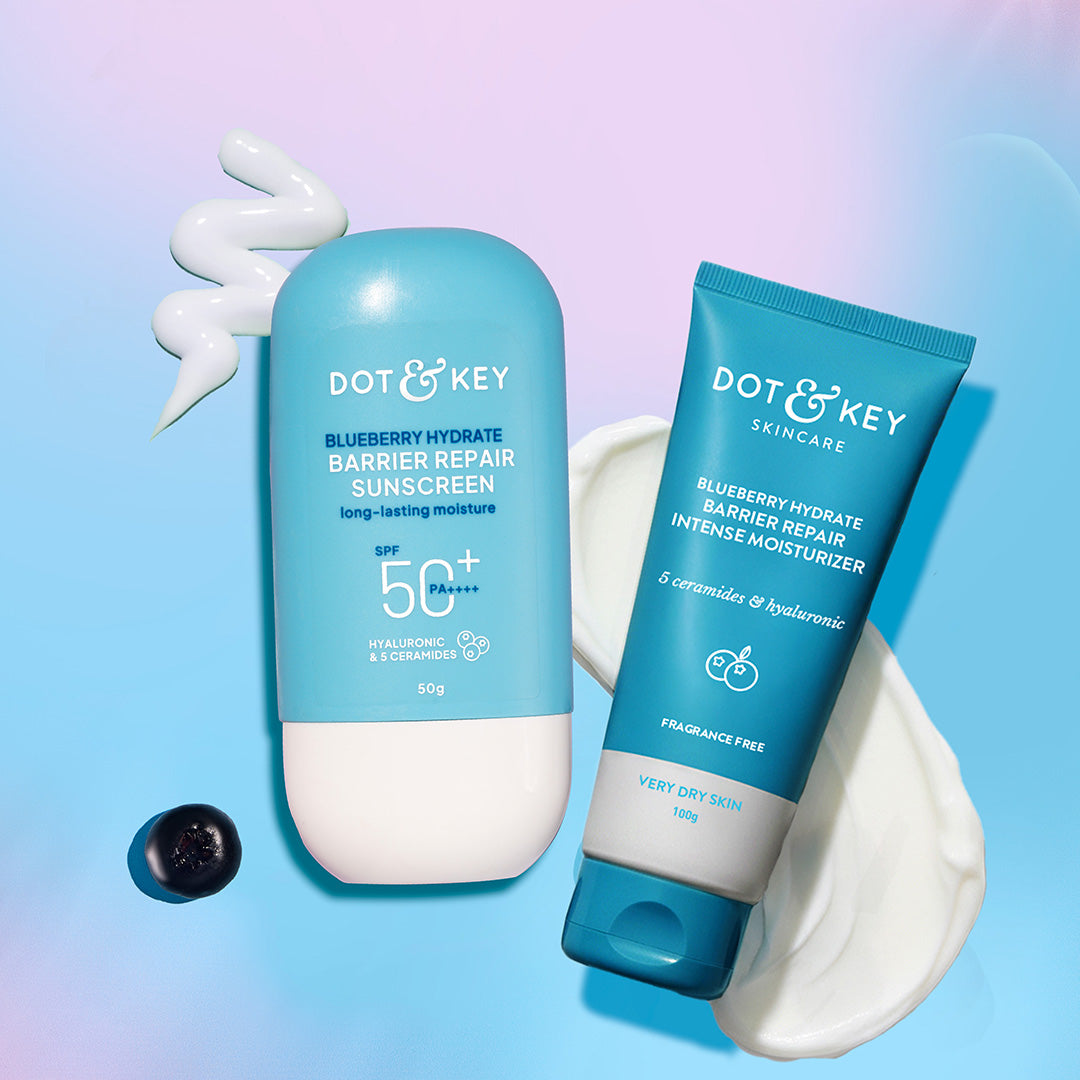 DOT & KEY
BLUEBERRY HYDRATE
BARRIER REPAIR
SUNSCREEN
long-lasting moisture
SPF
50+
PA++++
HYALURONIC
& 5 CERAMIDES
50g
DOT & KEY
SKINCARE
BLUEBERRY HYDRATE
BARRIER REPAIR
INTENSE MOISTURIZER
5 ceramides & hyaluronic
FRAGRANCE FREE
VERY DRY SKIN
100g